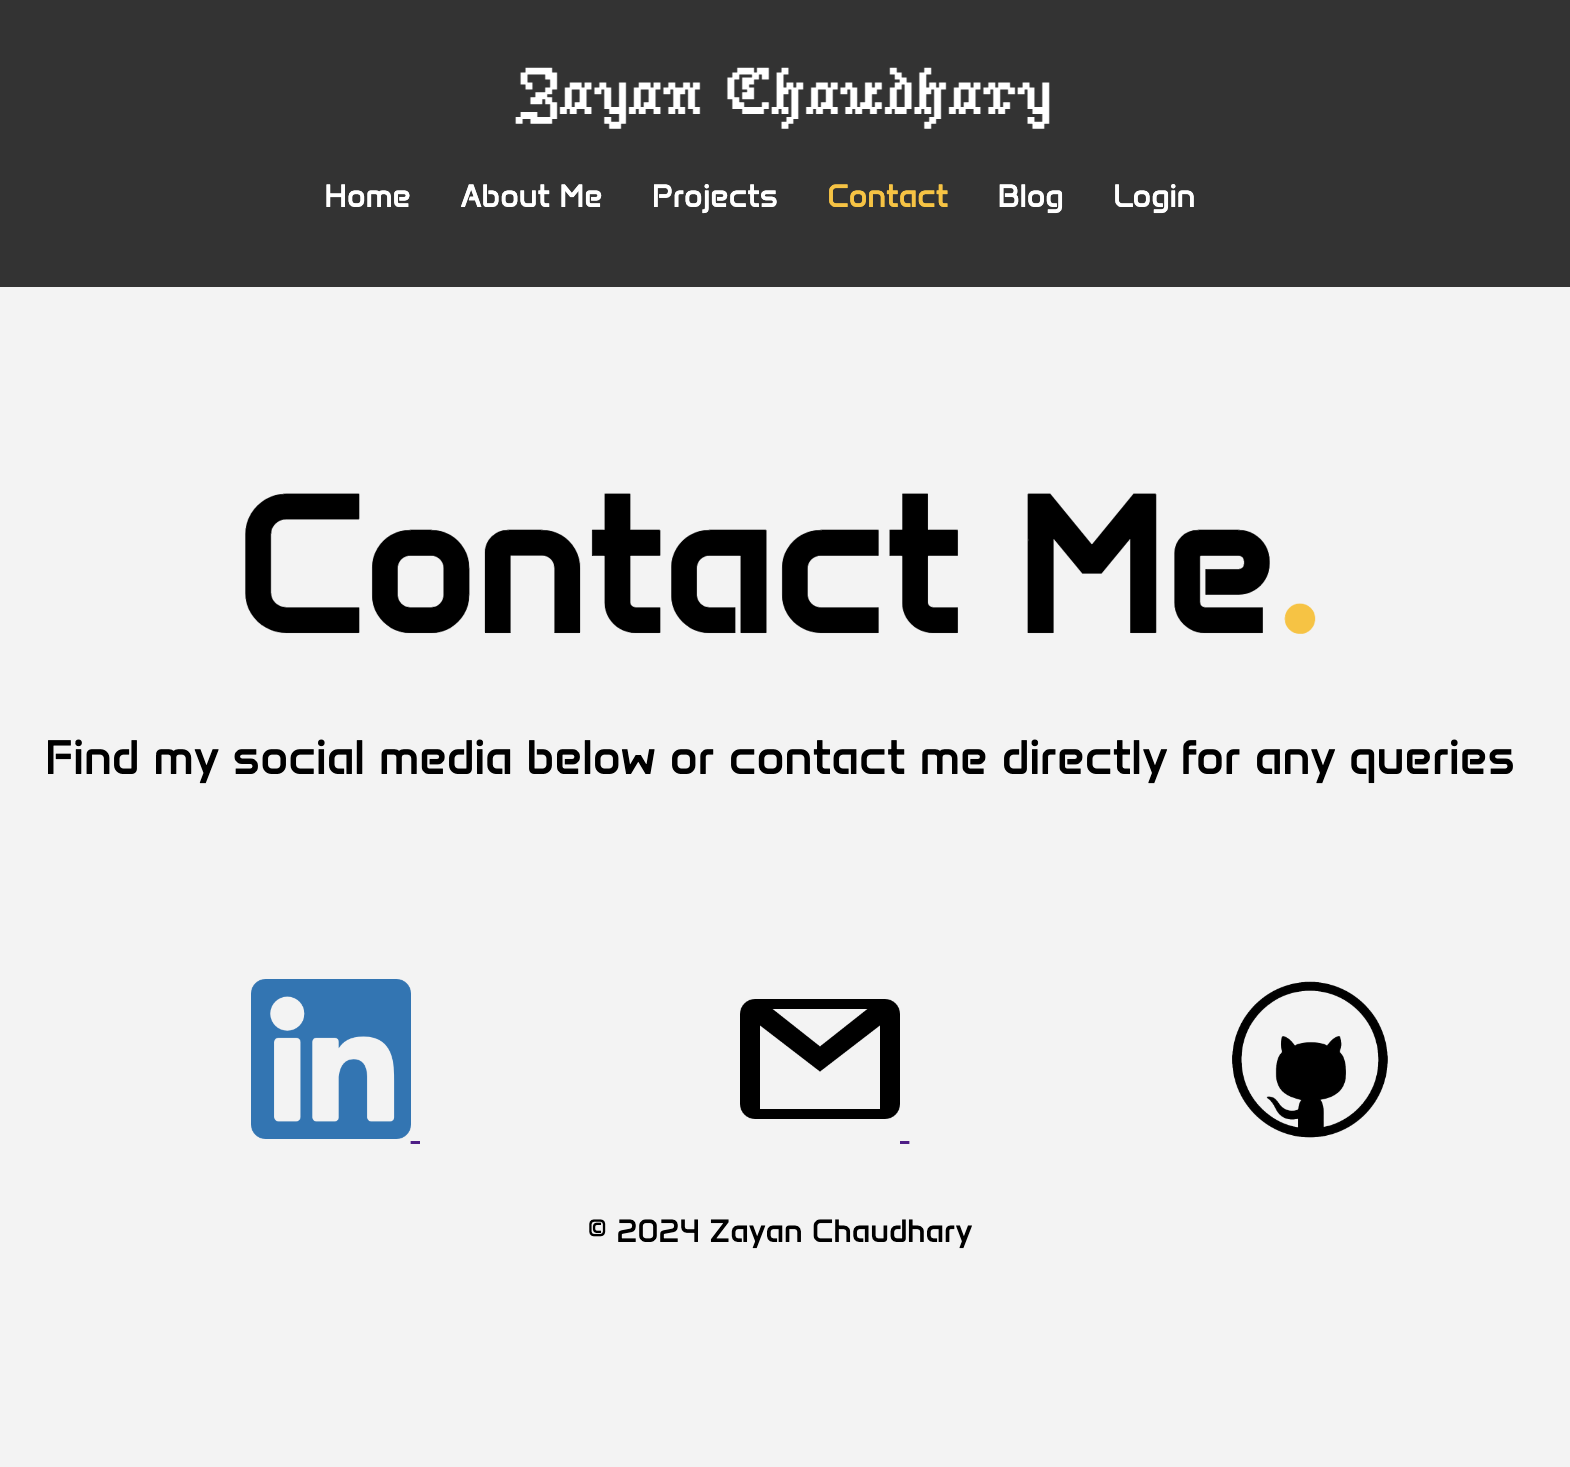 Zayan Chaudhary
Home About Me Projects Contact Blog Login
Contact Me.
Find my social media below or contact me directly for any queries
in
© 2024 Zayan Chaudhary